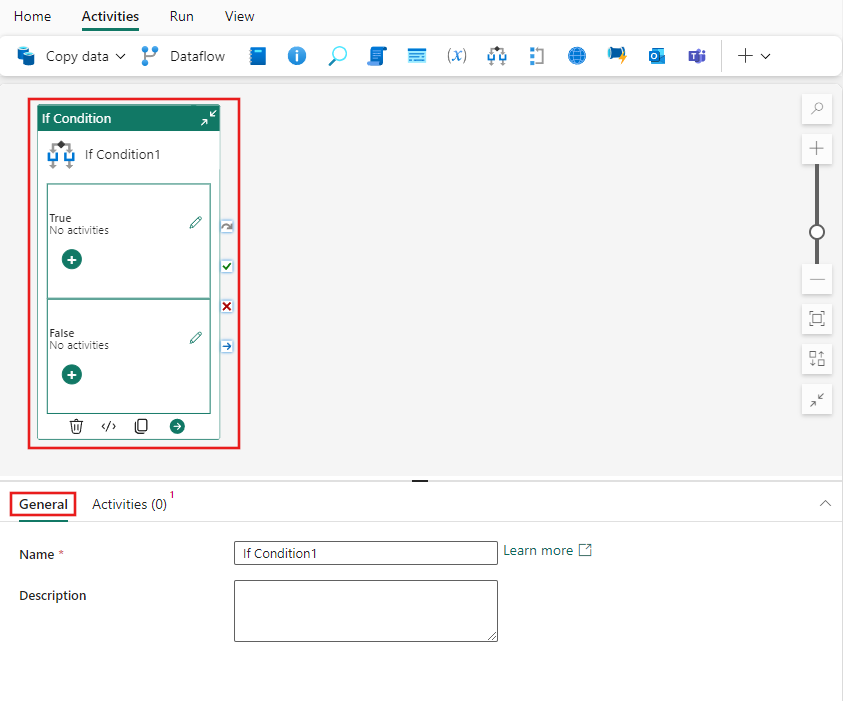 Home Activities Run View
Copy data Dataflow (x)
If Condition
If Condition1
True
No activities
False
No activities
</>
General Activities (0) 1
Name * If Condition1 Learn more
Description